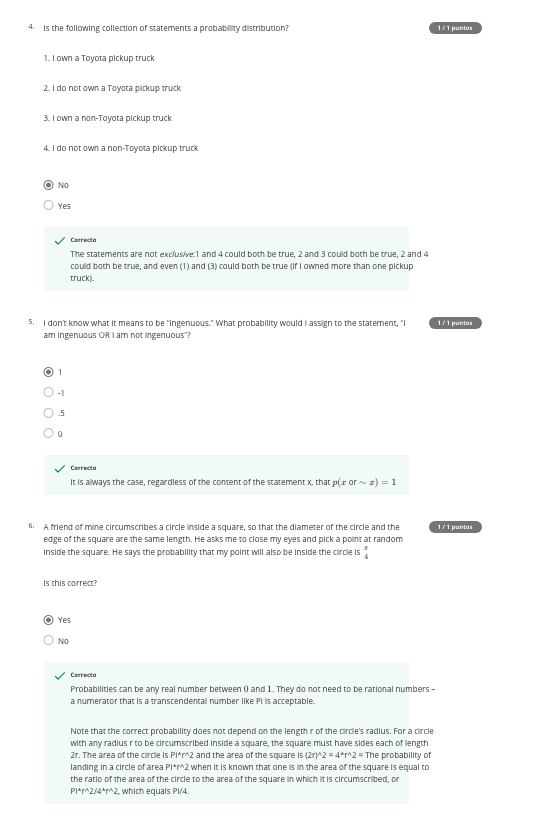 4. Is the following collection of statements a probability distribution?
1 / 1 puntos
1. I own a Toyota pickup truck
2. I do not own a Toyota pickup truck
3. I own a non-Toyota pickup truck
4. I do not own a non-Toyota pickup truck
No
Yes
Correcto
The statements are not exclusive:1 and 4 could both be true, 2 and 3 could both be true, 2 and 4
could both be true, and even (1) and (3) could both be true (if I owned more than one pickup
truck).
5. I don't know what it means to be "ingenuous." What probability would I assign to the statement, "I
am ingenuous OR I am not ingenuous"?
1 / 1 puntos
1
-1
.5
0
Correcto
It is always the case, regardless of the content of the statement x, that p(x or ∼ x) = 1
6. A friend of mine circumscribes a circle inside a square, so that the diameter of the circle and the
edge of the square are the same length. He asks me to close my eyes and pick a point at random
inside the square. He says the probability that my point will also be inside the circle is π/4
1 / 1 puntos
Is this correct?
Yes
No
Correcto
Probabilities can be any real number between 0 and 1. They do not need to be rational numbers –
a numerator that is a transcendental number like Pi is acceptable.
Note that the correct probability does not depend on the length r of the circle's radius. For a circle
with any radius r to be circumscribed inside a square, the square must have sides each of length
2r. The area of the circle is Pi*r^2 and the area of the square is (2r)^2 = 4*r^2 = The probability of
landing in a circle of area Pi*r^2 when it is known that one is in the area of the square is equal to
the ratio of the area of the circle to the area of the square in which it is circumscribed, or
Pi*r^2/4*r^2, which equals Pi/4.